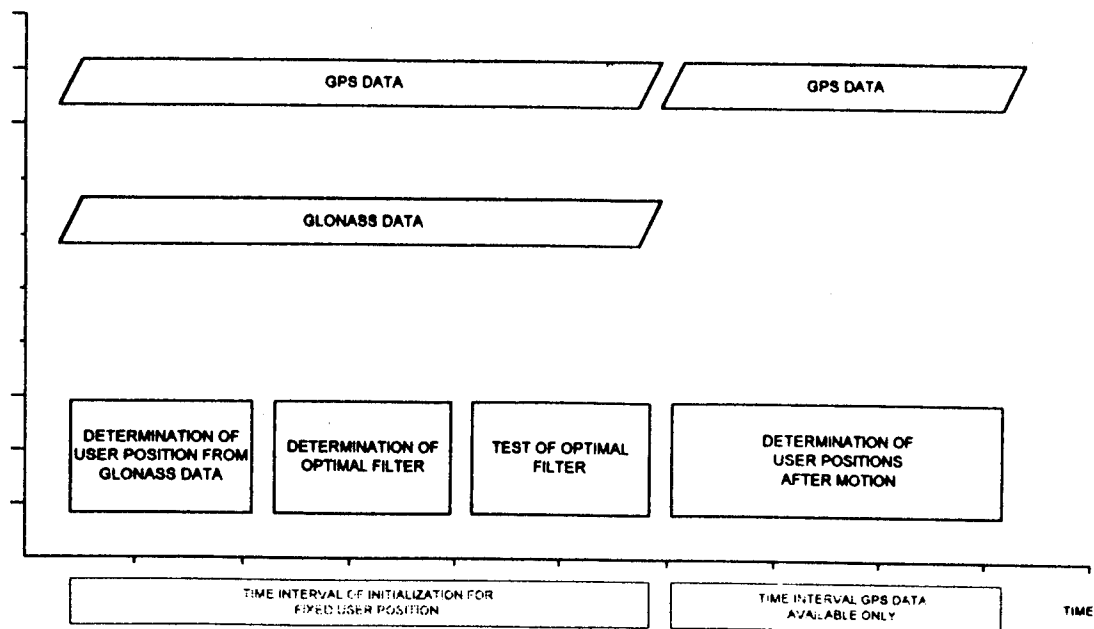 GPS DATA
GPS DATA
GLONASS DATA
DETERMINATION OF
USER POSITION FROM
GLONASS DATA
DETERMINATION OF
OPTIMAL FILTER
TEST OF OPTIMAL
FILTER
DETERMINATION OF
USER POSITIONS
AFTER MOTION
TIME INTERVAL OF INITIALIZATION FOR
FIXED USER POSITION
TIME INTERVAL GPS DATA
AVAILABLE ONLY
TIME